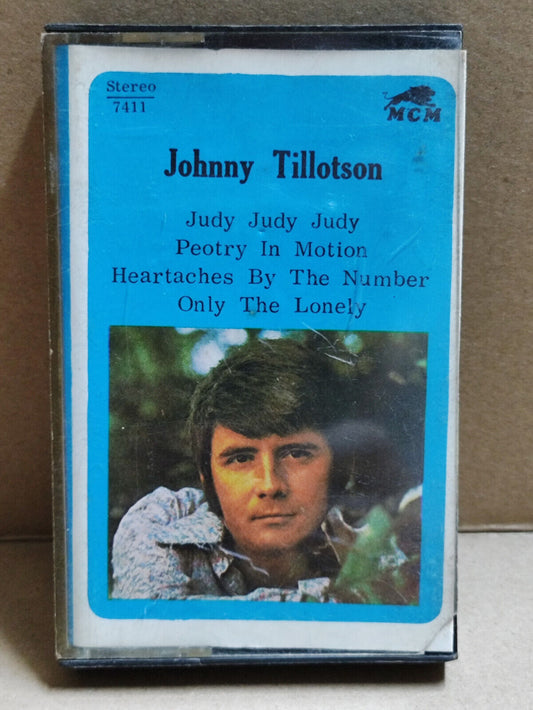 Stereo
7411
MCM
Johnny Tillotson
Judy Judy Judy
Peotry In Motion
Heartaches By The Number
Only The Lonely